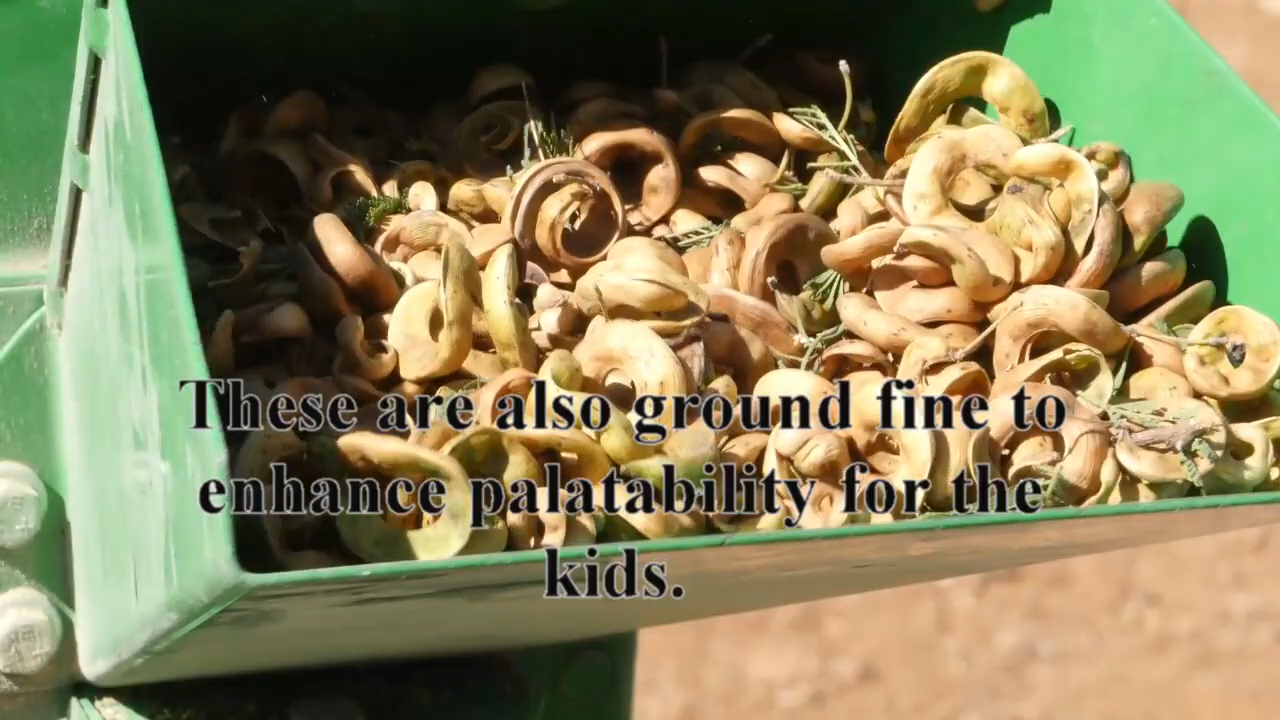 These are also ground fine to
enhance palatability for the
kids.